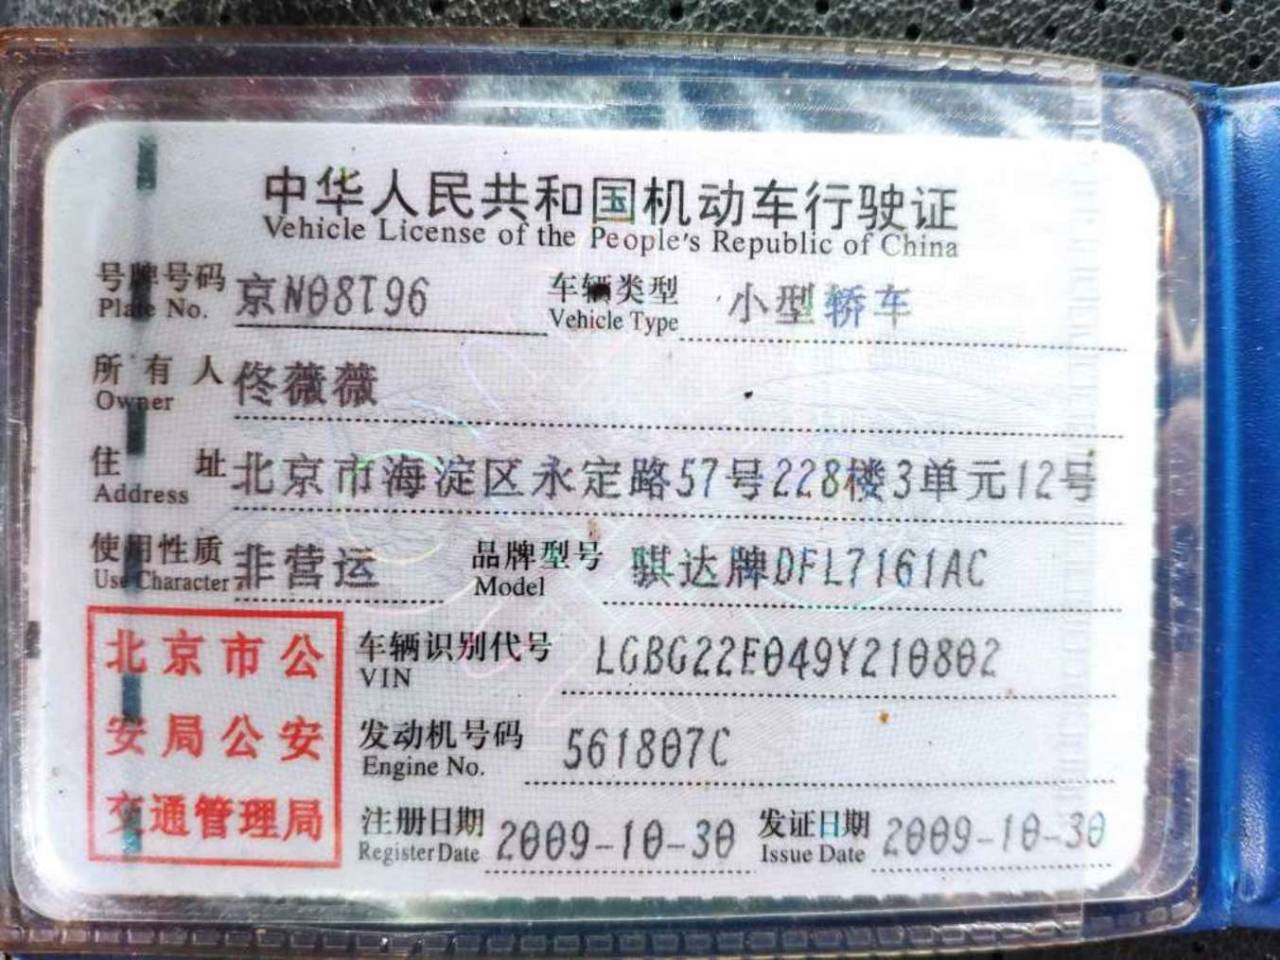 中华人民共和国机动车行驶证
Vehicle License of the People's Republic of China
号牌号码 京N08T96 车辆类型 小型轿车
Plate No. Vehicle Type
所有人 佟薇薇
Owner
住址 北京市海淀区永定路57号228楼3单元12号
Address
使用性质 非营运 品牌型号 骐达牌DFL7161AC
Use Character Model
北京市公
安局公安
交通管理局
车辆识别代号 LGBG22E049Y210802
VIN
发动机号码 561807C
Engine No.
注册日期 2009-10-30 发证日期 2009-10-30
Register Date Issue Date